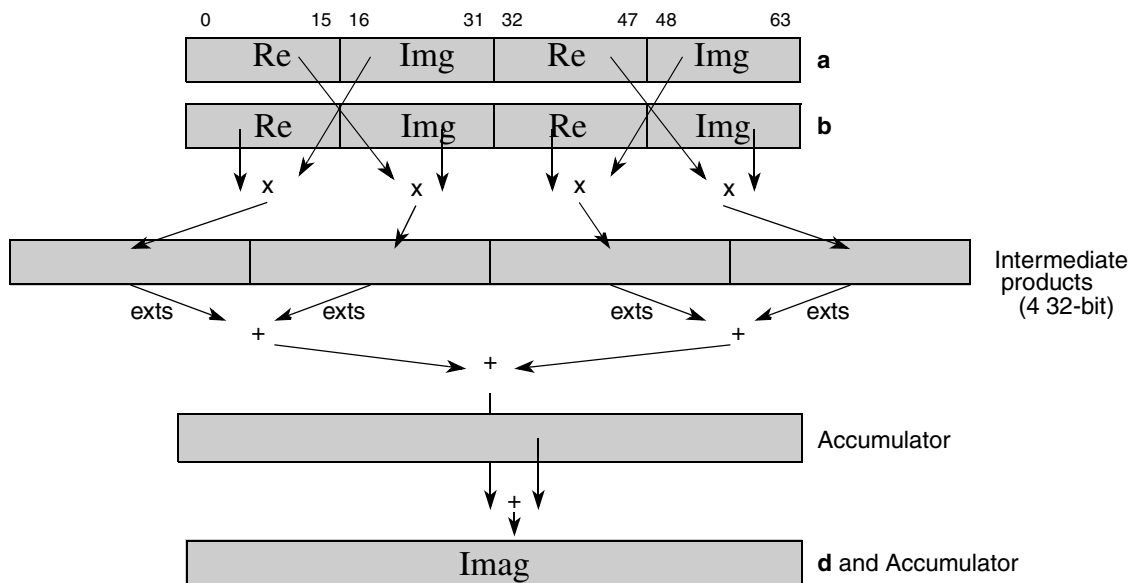 0 15 16 31 32 47 48 63
Re Img Re Img a
Re Img Re Img b
x x x x
Intermediate
products
(4 32-bit)
exts exts exts exts
+ +
+
Accumulator
+
Imag d and Accumulator